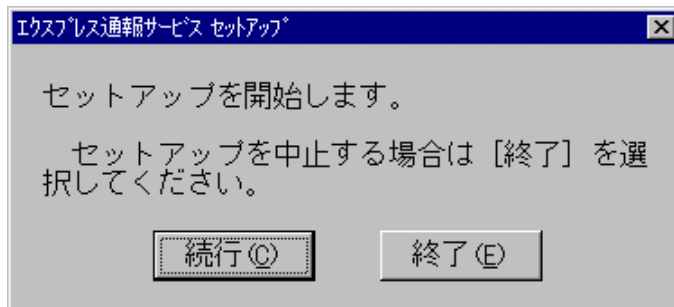 ｴｸｽﾌﾟﾚｽ通報ｻｰﾋﾞｽ ｾｯﾄｱｯﾌﾟ
セットアップを開始します。
　セットアップを中止する場合は［終了］を選
択してください。
続行(C)
終了(E)